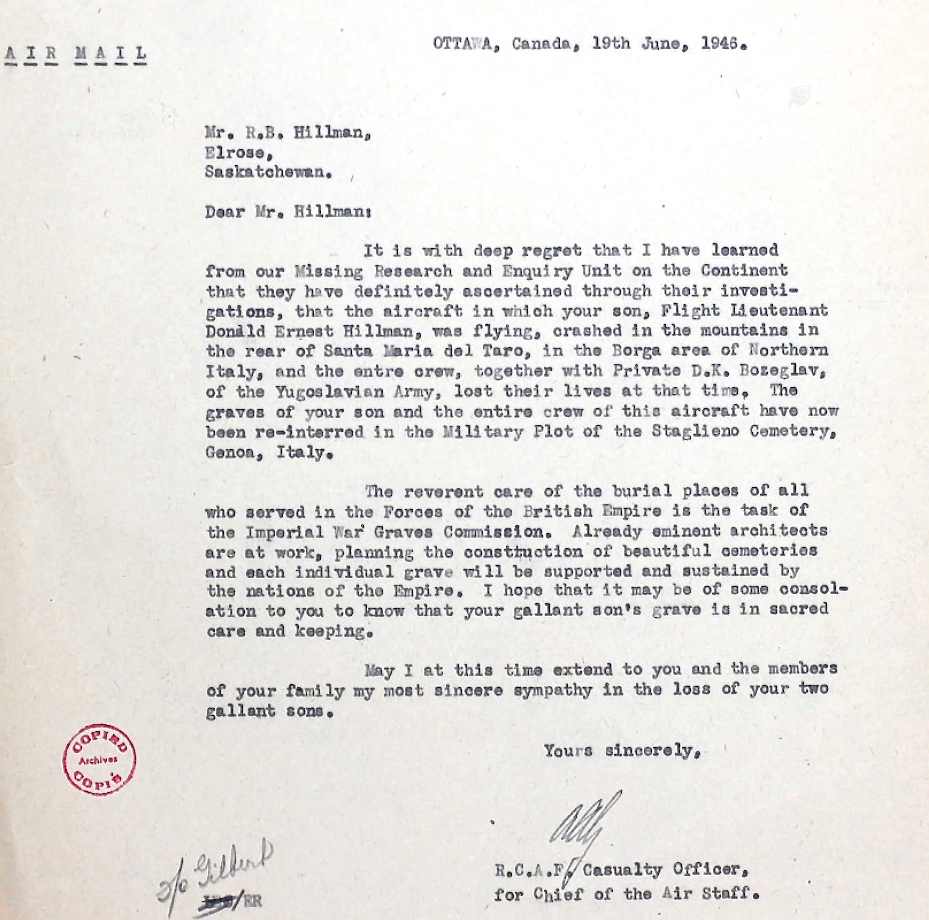 AIR MAIL
OTTAWA, Canada, 19th June, 1946.
Mr. R.B. Hillman,
Elrose,
Saskatchewan.
Dear Mr. Hillman:
It is with deep regret that I have learned
from our Missing Research and Enquiry Unit on the Continent
that they have definitely ascertained through their investi-
gations, that the aircraft in which your son, Flight Lieutenant
Donald Ernest Hillman, was flying, crashed in the mountains in
the rear of Santa Maria del Taro, in the Borga area of Northern
Italy, and the entre crew, together with Private D.K. Bozeglav,
of the Yugoslavian Army, lost their lives at that time. The
graves of your son and the entire crew of this aircraft have now
been re-interred in the Military Plot of the Staglieno Cemetery,
Genoa, Italy.
The reverent care of the burial places of all
who served in the Forces of the British Empire is the task of
the Imperial War Graves Commission. Already eminent architects
are at work, planning the construction of beautiful cemeteries
and each individual grave will be supported and sustained by
the nations of the Empire. I hope that it may be of some consol-
ation to you to know that your gallant son's grave is in sacred
care and keeping.
May I at this time extend to you and the members
of your family my most sincere sympathy in the loss of your two
gallant sons.
Yours sincerely,
COPIED
Archives
COPIÉ
R.C.A.F. Casualty Officer,
for Chief of the Air Staff.
Gilbert
/ER